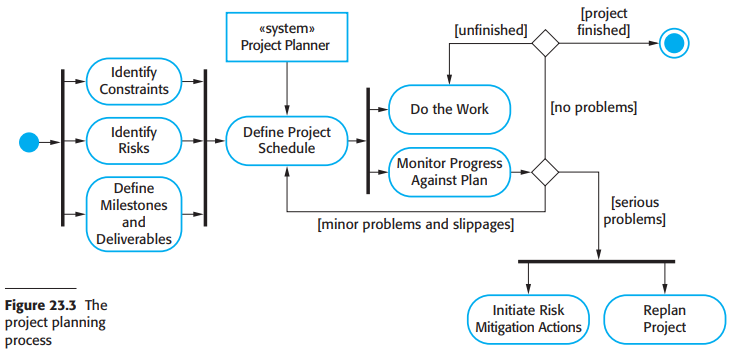 «system»
Project Planner
[unfinished]
[project
finished]
Identify
Constraints
Identify
Risks
Define
Milestones
and
Deliverables
Define Project
Schedule
Do the Work
[no problems]
Monitor Progress
Against Plan
[minor problems and slippages]
[serious
problems]
Initiate Risk
Mitigation Actions
Replan
Project
Figure 23.3 The
project planning
process